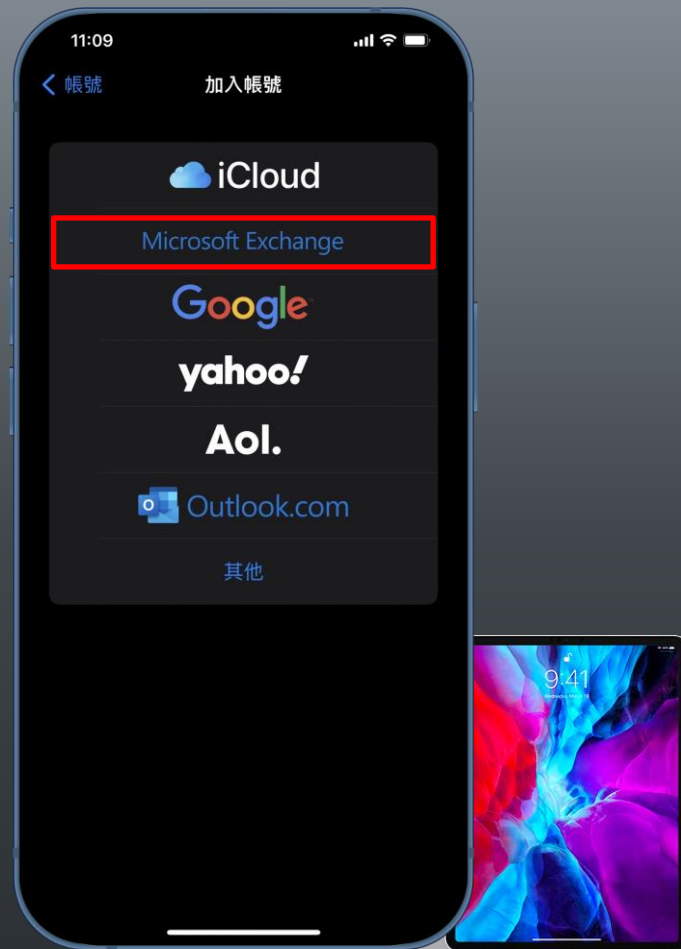 11:09
帳號
加入帳號
iCloud
Microsoft Exchange
Google
yahoo!
Aol.
Outlook.com
其他
9:41